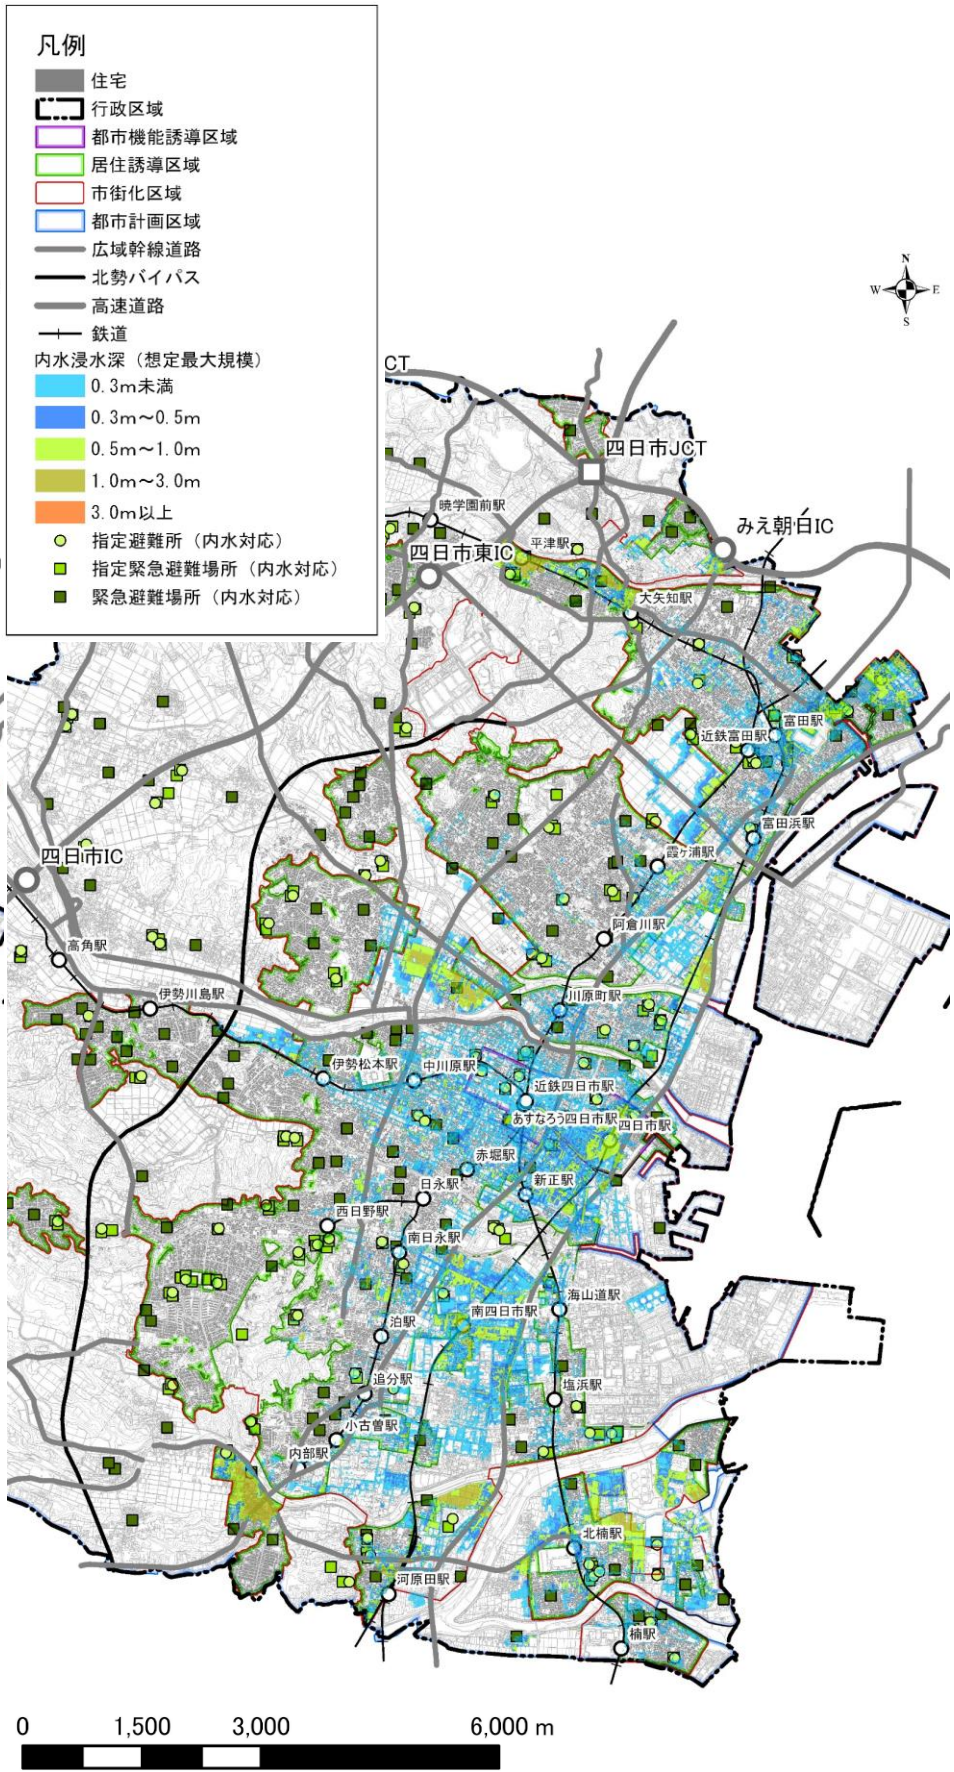 凡例
住宅
行政区域
都市機能誘導区域
居住誘導区域
市街化区域
都市計画区域
広域幹線道路
北勢バイパス
高速道路
鉄道
内水浸水深（想定最大規模）
0.3m未満
0.3m～0.5m
0.5m～1.0m
1.0m～3.0m
3.0m以上
指定避難所（内水対応）
指定緊急避難場所（内水対応）
緊急避難場所（内水対応）
N
W
E
S
CT
四日市JCT
暁学園前駅
みえ朝日IC
平津駅
四日市東IC
大矢知駅
富田駅
近鉄富田駅
富田浜駅
四日市IC
霞ヶ浦駅
阿倉川駅
高角駅
伊勢川島駅
川原町駅
伊勢松本駅
中川原駅
近鉄四日市駅
あすなろう四日市駅
四日市駅
赤堀駅
新正駅
日永駅
西日野駅
南日永駅
海山道駅
南四日市駅
泊駅
追分駅
塩浜駅
小古曽駅
内部駅
北楠駅
河原田駅
楠駅
0 1,500 3,000 6,000 m